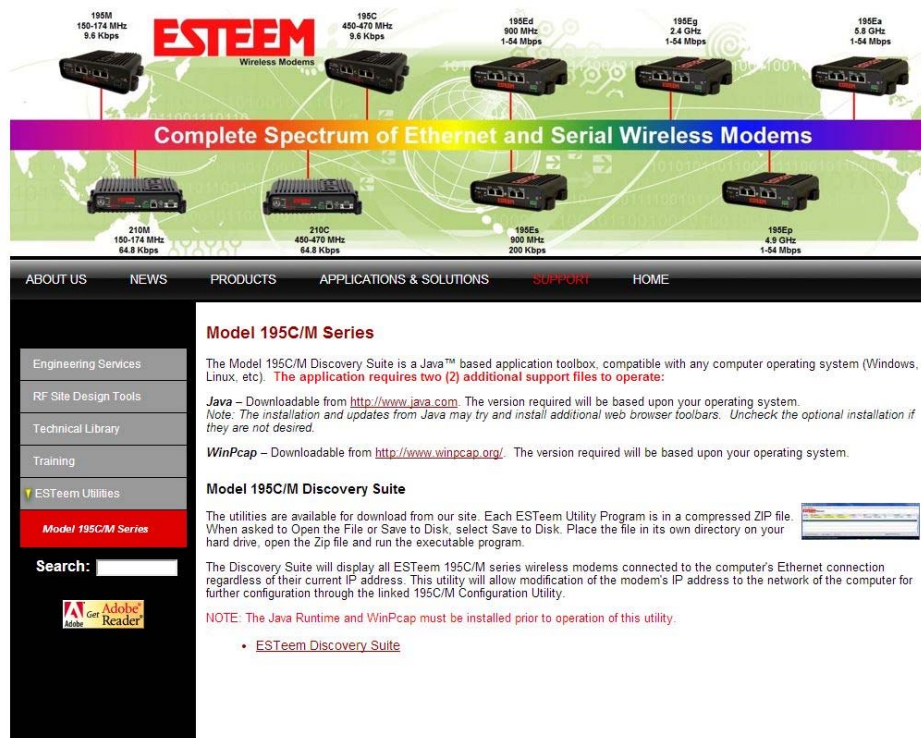 195M
150-174 MHz
9.6 Kbps
ESTEEM
Wireless Modems
195C
450-470 MHz
9.6 Kbps
195Ed
900 MHz
1-54 Mbps
195Eg
2.4 GHz
1-54 Mbps
195Ea
5.8 GHz
1-54 Mbps
Complete Spectrum of Ethernet and Serial Wireless Modems
210M
150-174 MHz
64.8 Kbps
210C
450-470 MHz
64.8 Kbps
195Es
900 MHz
200 Kbps
195Ep
4.9 GHz
1-54 Mbps
ABOUT US NEWS PRODUCTS APPLICATIONS & SOLUTIONS SUPPORT HOME
Engineering Services
RF Site Design Tools
Technical Library
Training
ESTeem Utilities
Model 195C/M Series
Search:
Adobe
Get Adobe®
Reader®
Model 195C/M Series
The Model 195C/M Discovery Suite is a Java™ based application toolbox, compatible with any computer operating system (Windows,
Linux, etc). The application requires two (2) additional support files to operate:
Java – Downloadable from http://www.java.com. The version required will be based upon your operating system.
Note: The installation and updates from Java may try and install additional web browser toolbars. Uncheck the optional installation if
they are not desired.
WinPcap – Downloadable from http://www.winpcap.org/. The version required will be based upon your operating system.
Model 195C/M Discovery Suite
The utilities are available for download from our site. Each ESTeem Utility Program is in a compressed ZIP file.
When asked to Open the File or Save to Disk, select Save to Disk. Place the file in its own directory on your
hard drive, open the Zip file and run the executable program.
The Discovery Suite will display all ESTeem 195C/M series wireless modems connected to the computer's Ethernet connection
regardless of their current IP address. This utility will allow modification of the modem's IP address to the network of the computer for
further configuration through the linked 195C/M Configuration Utility.
NOTE: The Java Runtime and WinPcap must be installed prior to operation of this utility.
• ESTeem Discovery Suite